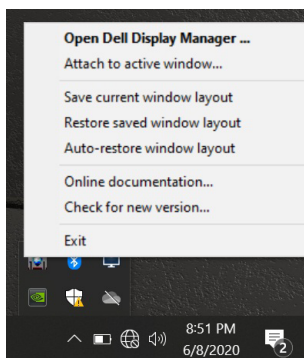 Open Dell Display Manager ...
Attach to active window...
Save current window layout
Restore saved window layout
Auto-restore window layout
Online documentation...
Check for new version...
Exit
8:51 PM
6/8/2020
2